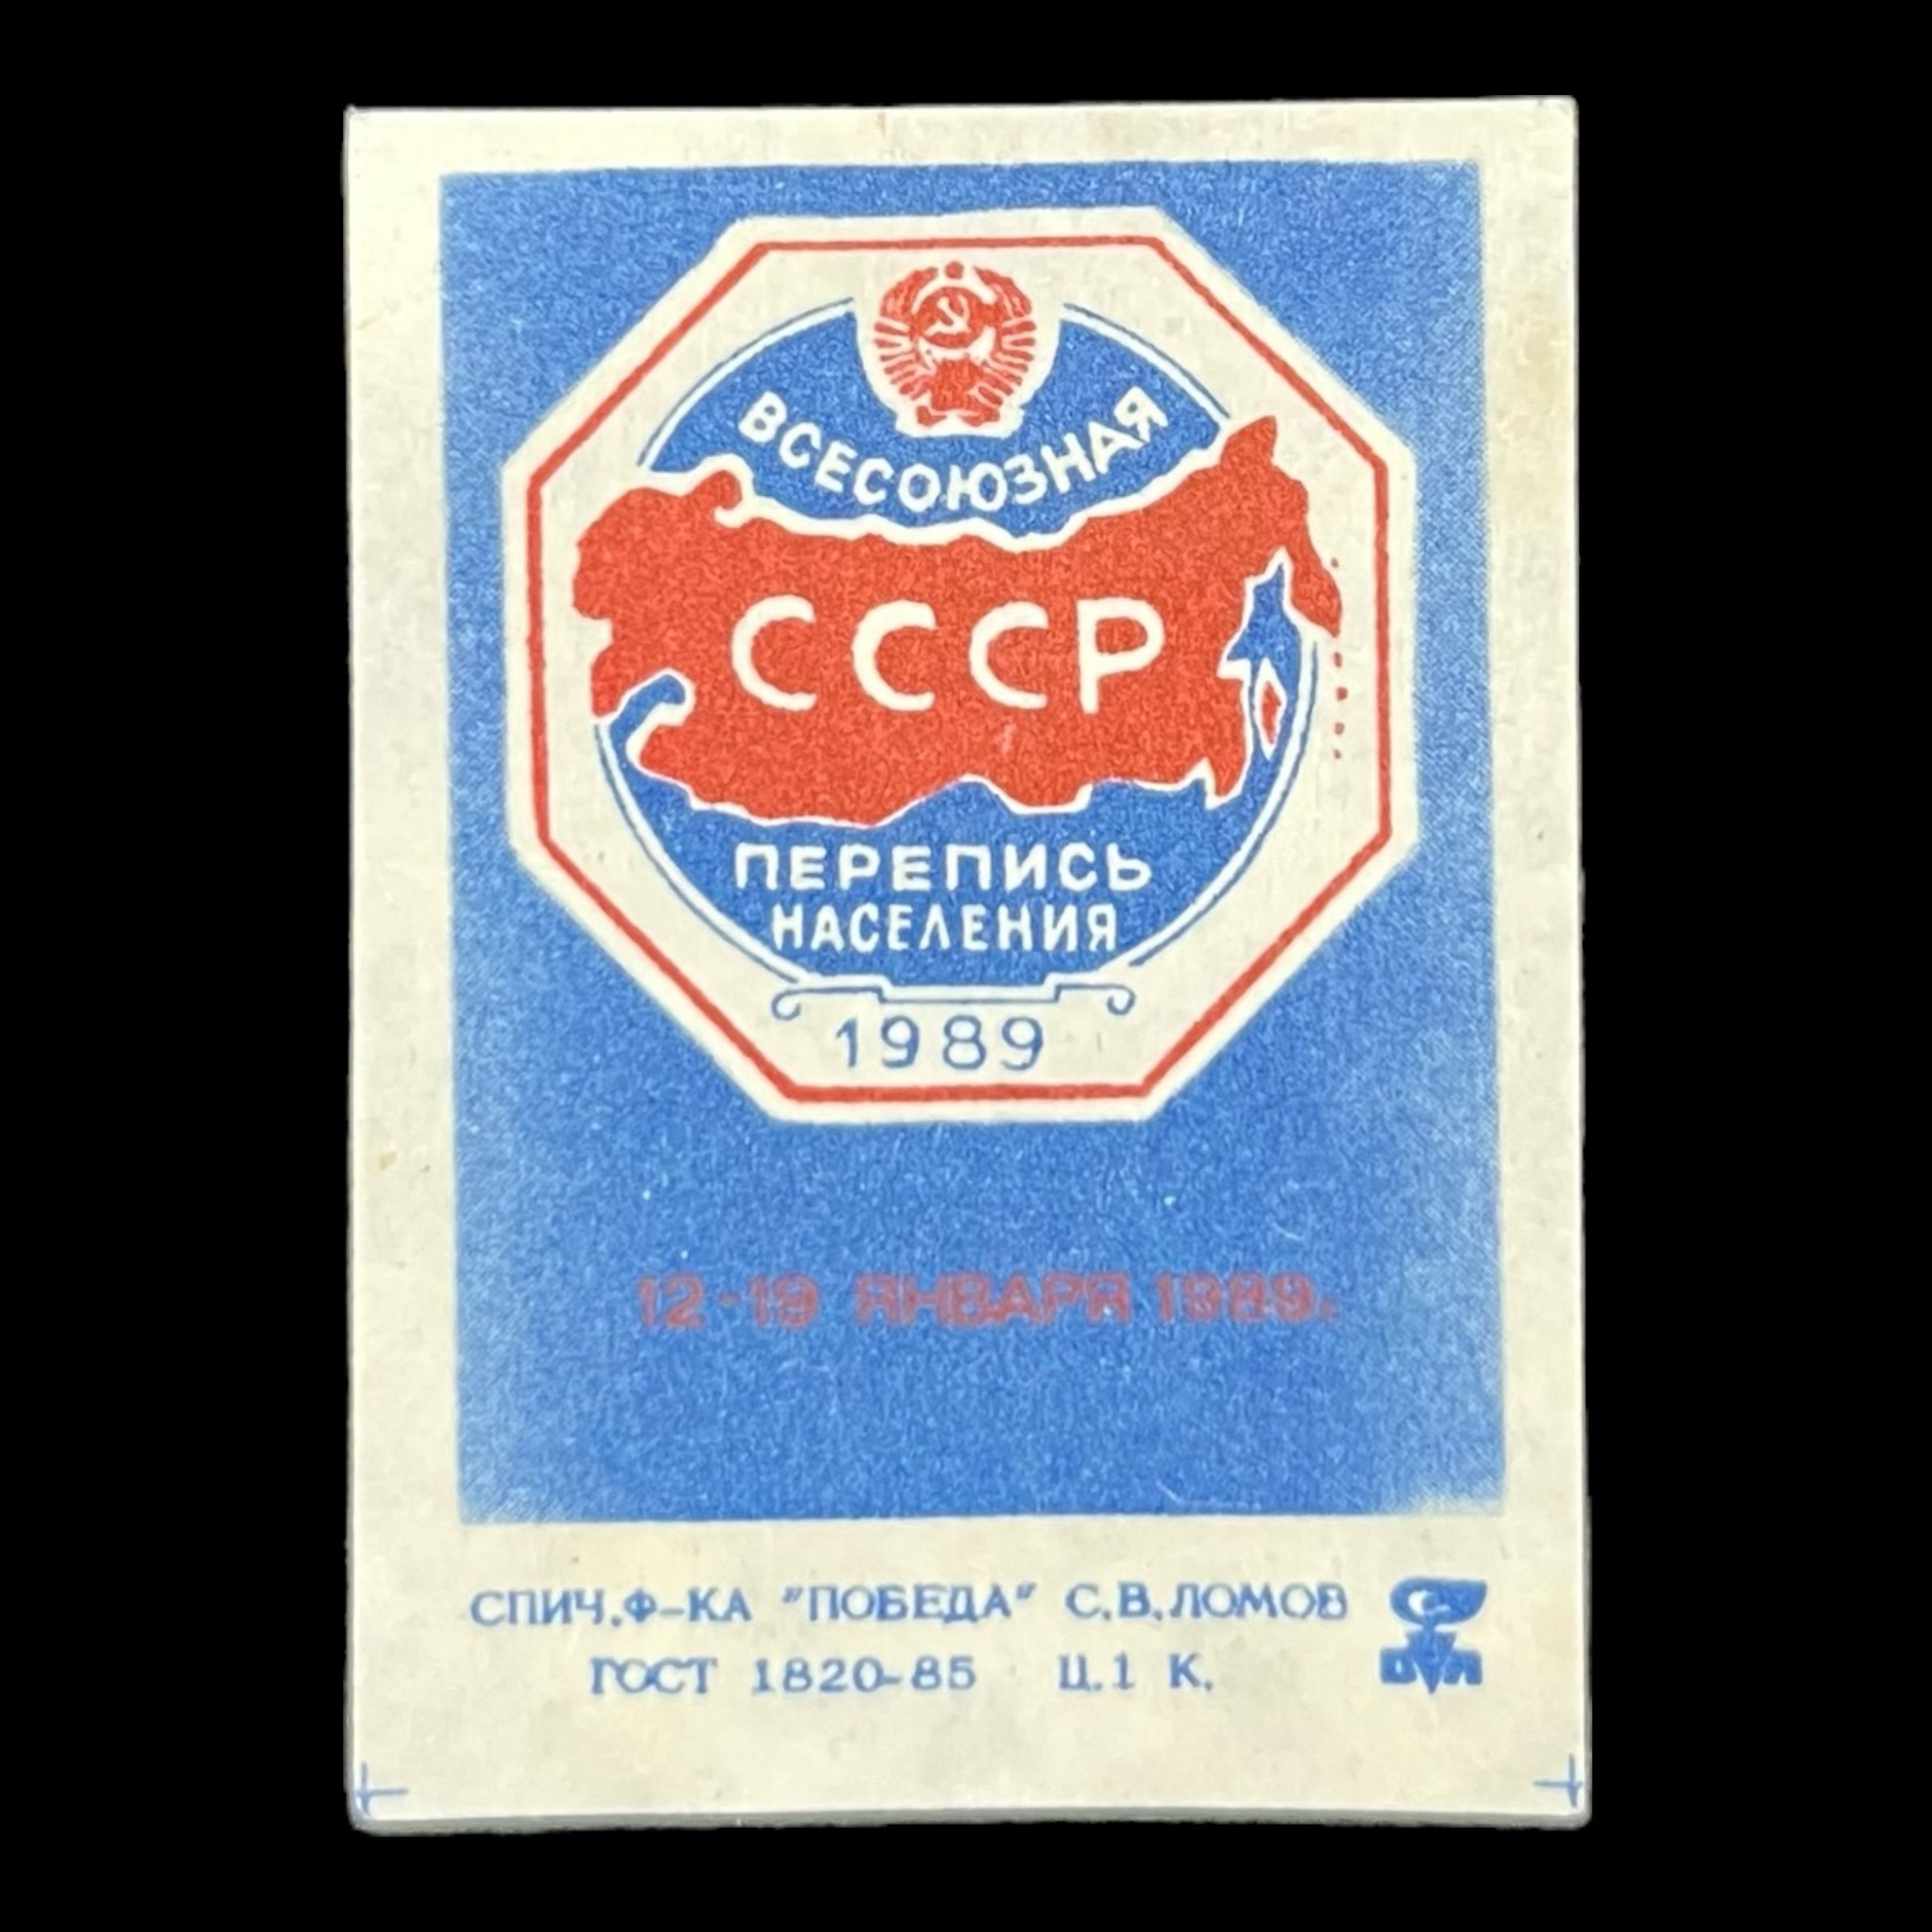 ВСЕСОЮЗНАЯ
СССР
ПЕРЕПИСЬ
НАСЕЛЕНИЯ
1989
12-19 ЯНВАРЯ 1989г.
СПИЧ.Ф-КА "ПОБЕДА" С.В.ЛОМОВ
ГОСТ 1820-85 Ц.1 К.